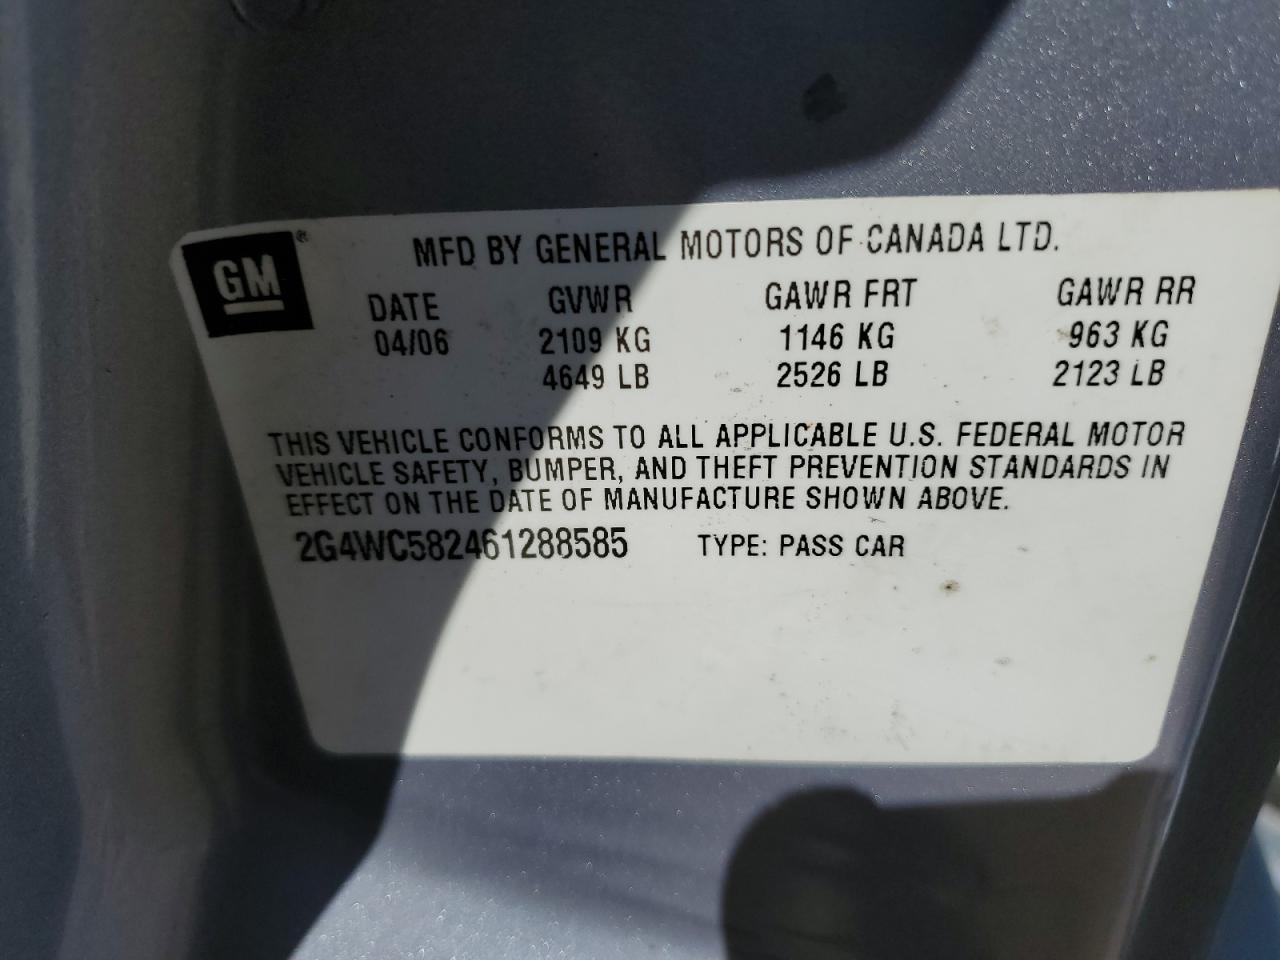 GM®
MFD BY GENERAL MOTORS OF CANADA LTD.
DATE GVWR GAWR FRT GAWR RR
04/06 2109 KG 1146 KG 963 KG
4649 LB 2526 LB 2123 LB
THIS VEHICLE CONFORMS TO ALL APPLICABLE U.S. FEDERAL MOTOR
VEHICLE SAFETY, BUMPER, AND THEFT PREVENTION STANDARDS IN
EFFECT ON THE DATE OF MANUFACTURE SHOWN ABOVE.
2G4WC582461288585 TYPE: PASS CAR